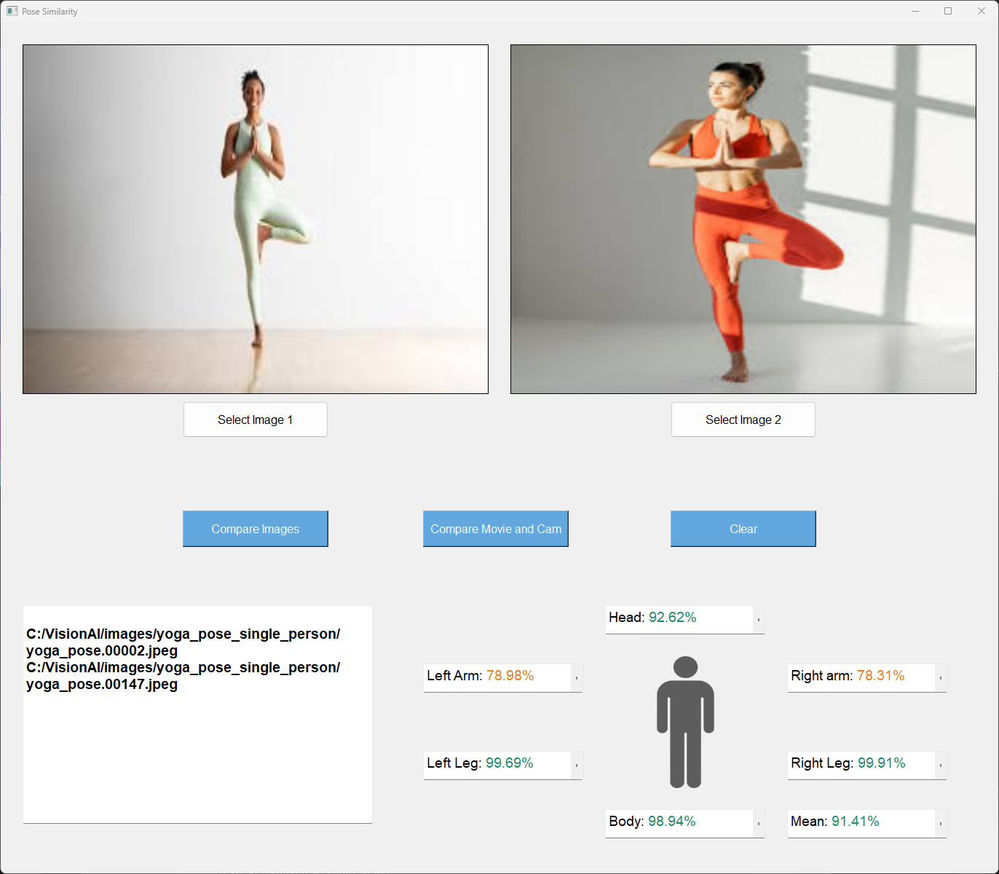 Pose Similarity
Select Image 1
Select Image 2
Compare Images
Compare Movie and Cam
Clear
C:/VisionAI/images/yoga_pose_single_person/
yoga_pose.00002.jpeg
C:/VisionAI/images/yoga_pose_single_person/
yoga_pose.00147.jpeg
Head: 92.62%
Left Arm: 78.98%
Right arm: 78.31%
Left Leg: 99.69%
Right Leg: 99.91%
Body: 98.94%
Mean: 91.41%